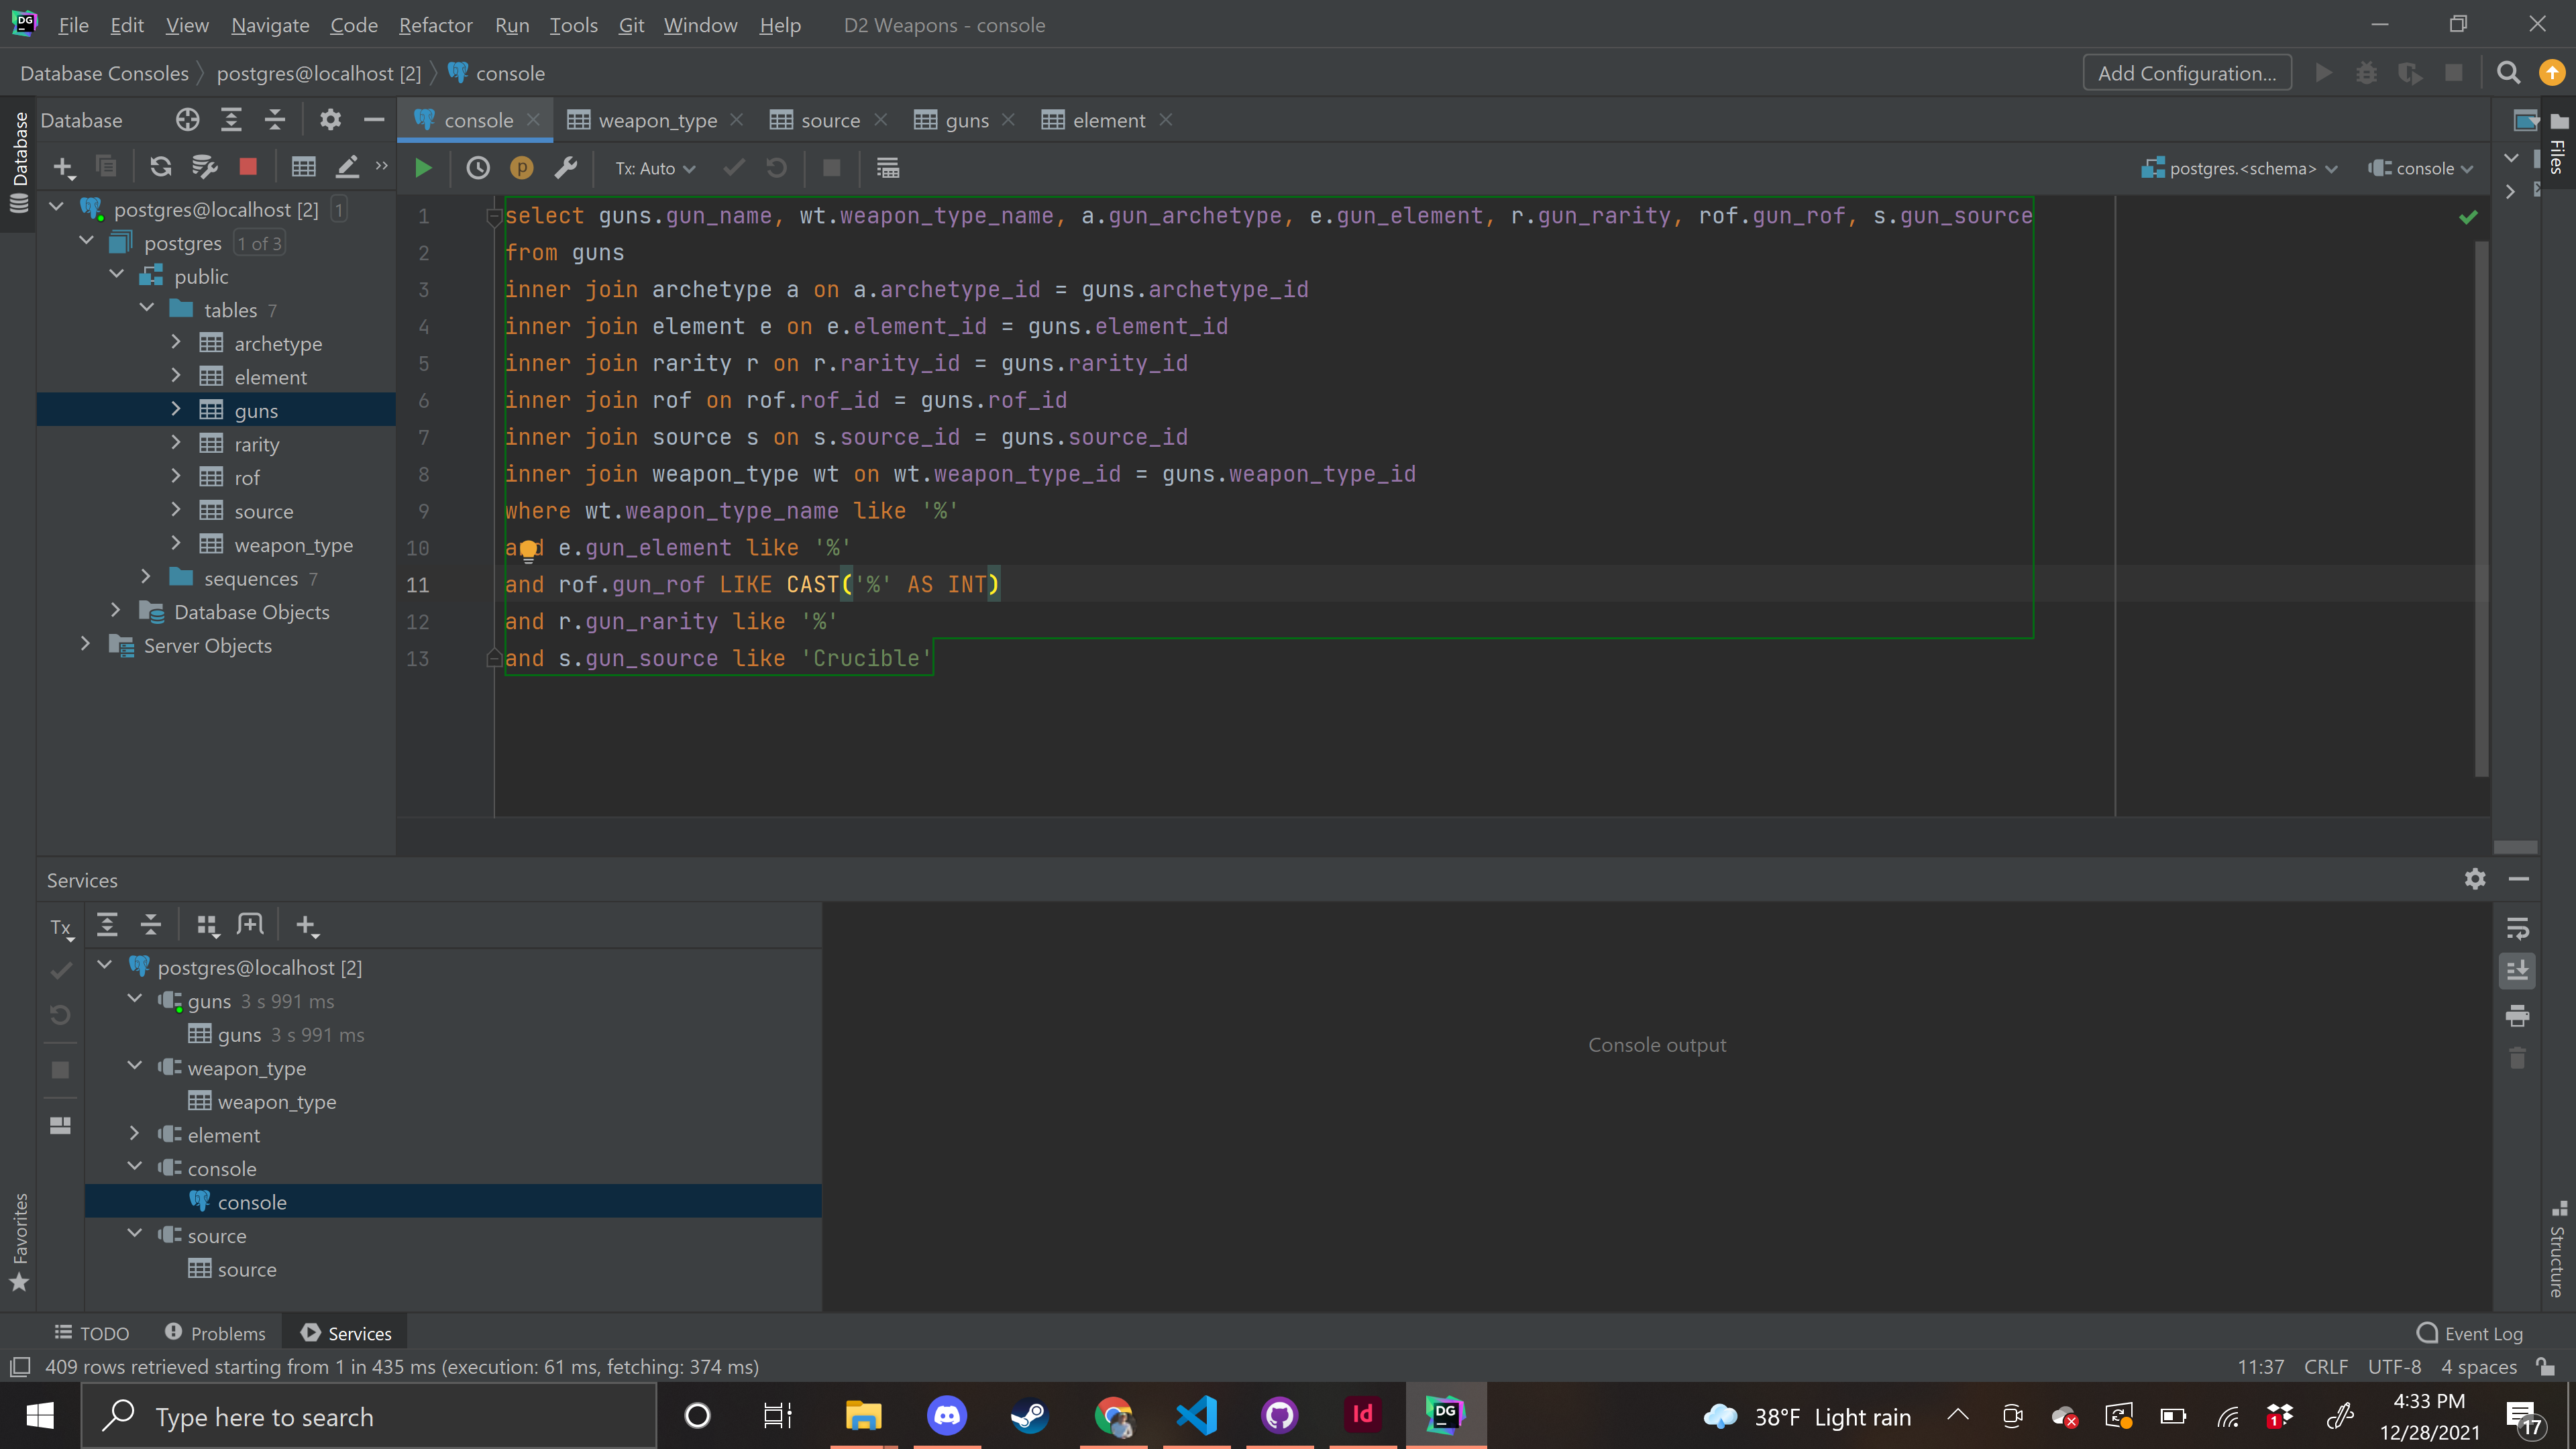 DG File Edit View Navigate Code Refactor Run Tools Git Window Help D2 Weapons - console
Database Consoles postgres@localhost [2] console Add Configuration...
Database
Database
console weapon_type source guns element
Files
Tx: Auto postgres.<schema> console
postgres@localhost [2] 1
postgres 1 of 3
public
tables 7
archetype
element
guns
rarity
rof
source
weapon_type
sequences 7
Database Objects
Server Objects
1 select guns.gun_name, wt.weapon_type_name, a.gun_archetype, e.gun_element, r.gun_rarity, rof.gun_rof, s.gun_source
2 from guns
3 inner join archetype a on a.archetype_id = guns.archetype_id
4 inner join element e on e.element_id = guns.element_id
5 inner join rarity r on r.rarity_id = guns.rarity_id
6 inner join rof on rof.rof_id = guns.rof_id
7 inner join source s on s.source_id = guns.source_id
8 inner join weapon_type wt on wt.weapon_type_id = guns.weapon_type_id
9 where wt.weapon_type_name like '%'
10 and e.gun_element like '%'
11 and rof.gun_rof LIKE CAST('%' AS INT)
12 and r.gun_rarity like '%'
13 and s.gun_source like 'Crucible'
Services
Tx
postgres@localhost [2]
guns 3 s 991 ms
guns 3 s 991 ms
weapon_type
weapon_type
element
console
console
source
source
Console output
Favorites
Structure
TODO Problems Services Event Log
409 rows retrieved starting from 1 in 435 ms (execution: 61 ms, fetching: 374 ms) 11:37 CRLF UTF-8 4 spaces
Type here to search Id DG 38°F Light rain 1 4:33 PM 17
12/28/2021